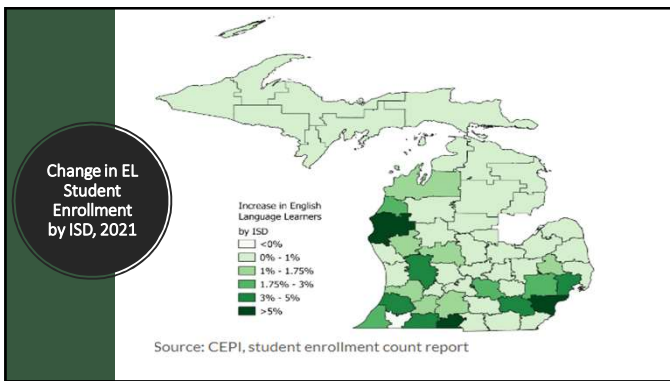 Change in EL
Student
Enrollment
by ISD, 2021
Increase in English
Language Learners
by ISD
<0%
0% - 1%
1% - 1.75%
1.75% - 3%
3% - 5%
>5%
Source: CEPI, student enrollment count report